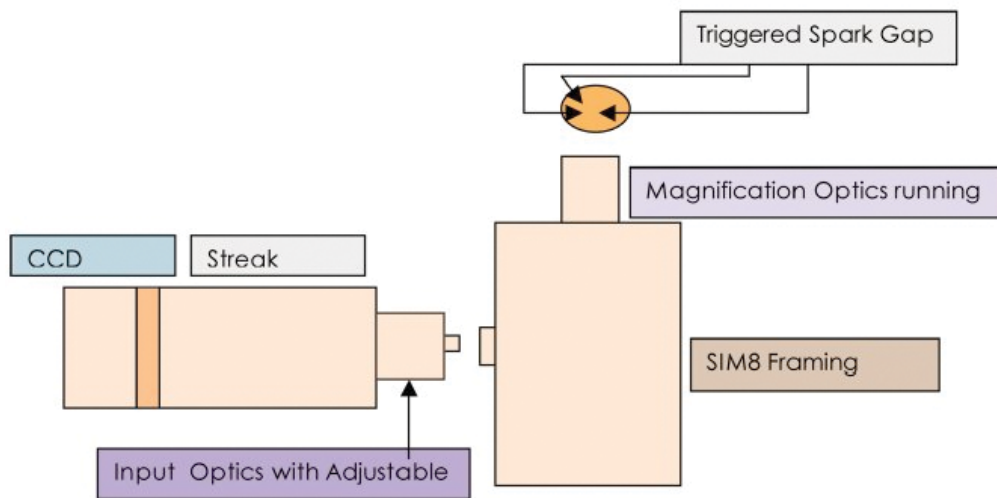 Triggered Spark Gap
Magnification Optics running
CCD
Streak
SIM8 Framing
Input Optics with Adjustable